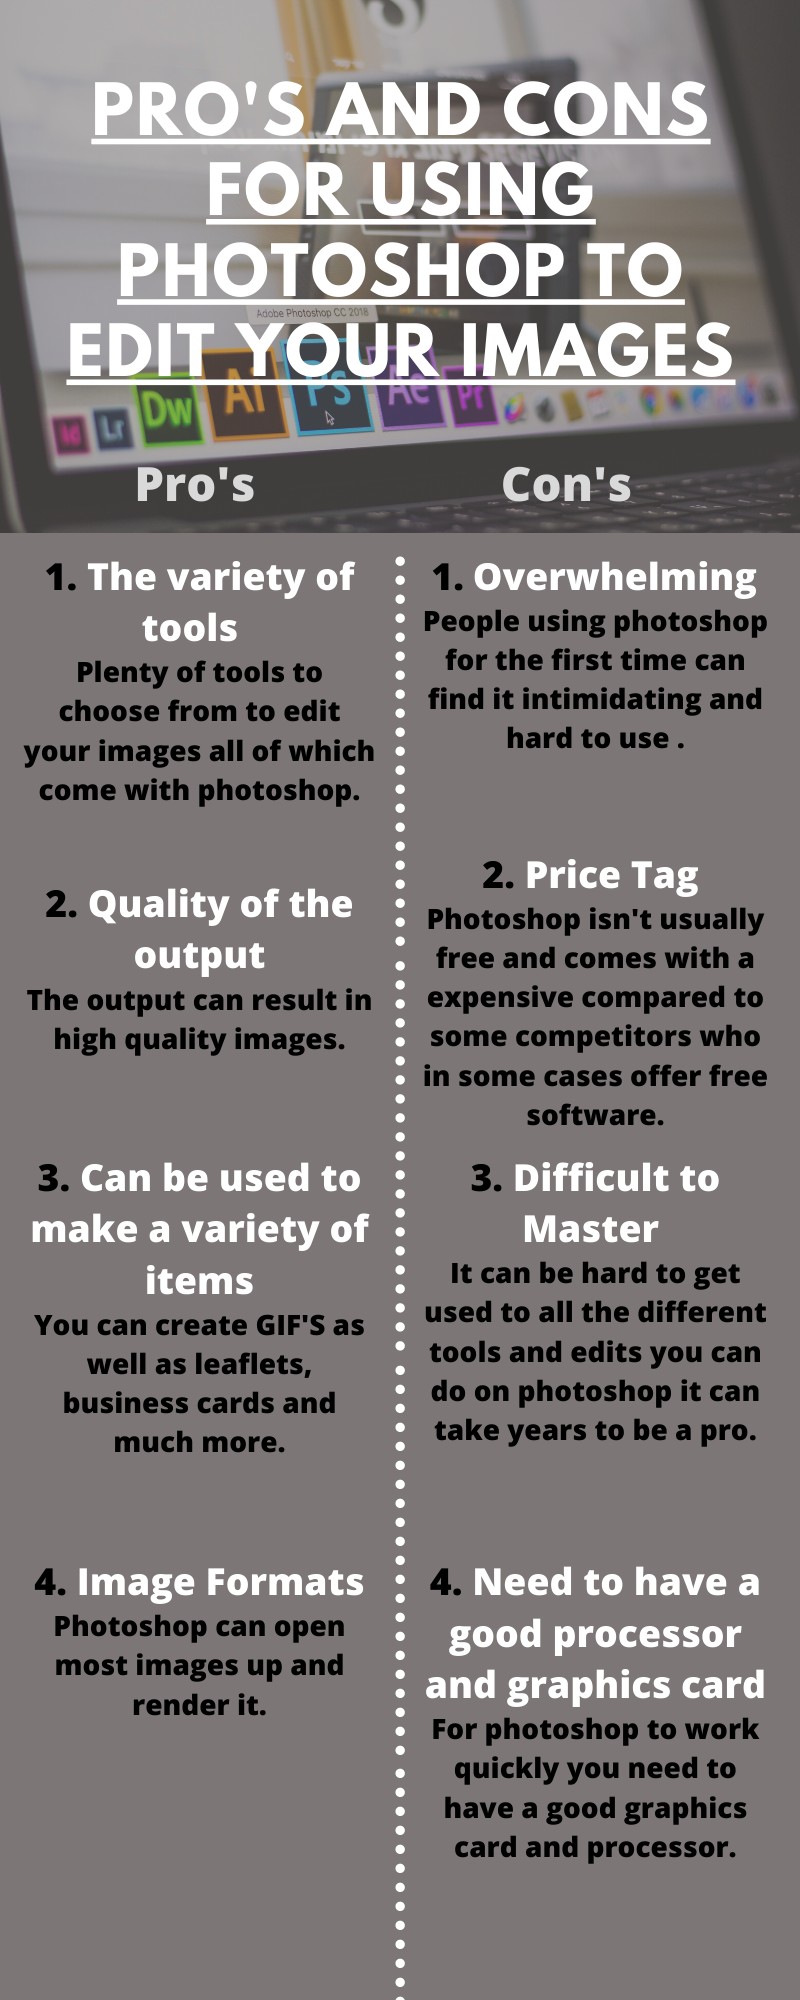 PRO'S AND CONS
FOR USING
PHOTOSHOP TO
EDIT YOUR IMAGES
Adobe Photoshop CC 2018
Id Lr Dw Ai Ps Ae Pr
Pro's
Con's
1. The variety of
tools
Plenty of tools to
choose from to edit
your images all of which
come with photoshop.
2. Quality of the
output
The output can result in
high quality images.
3. Can be used to
make a variety of
items
You can create GIF'S as
well as leaflets,
business cards and
much more.
4. Image Formats
Photoshop can open
most images up and
render it.
1. Overwhelming
People using photoshop
for the first time can
find it intimidating and
hard to use .
2. Price Tag
Photoshop isn't usually
free and comes with a
expensive compared to
some competitors who
in some cases offer free
software.
3. Difficult to
Master
It can be hard to get
used to all the different
tools and edits you can
do on photoshop it can
take years to be a pro.
4. Need to have a
good processor
and graphics card
For photoshop to work
quickly you need to
have a good graphics
card and processor.